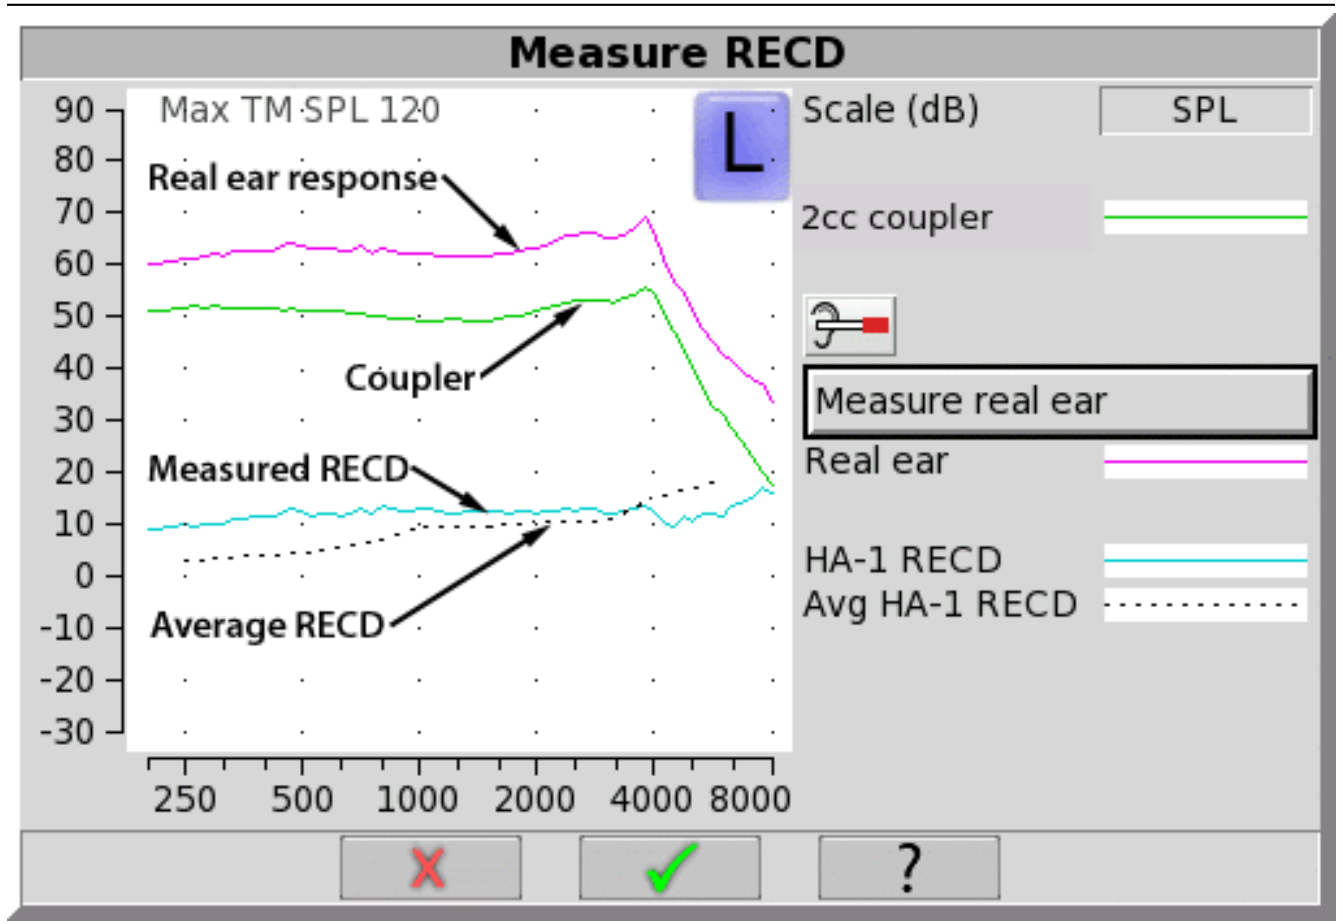 Measure RECD
90
Max TM SPL 120
L
Scale (dB)
SPL
80
Real ear response
70
2cc coupler
60
50
40
Coupler
Measure real ear
30
Measured RECD
20
Real ear
10
HA-1 RECD
0
Avg HA-1 RECD
-10
Average RECD
-20
-30
250 500 1000 2000 4000 8000
X
?